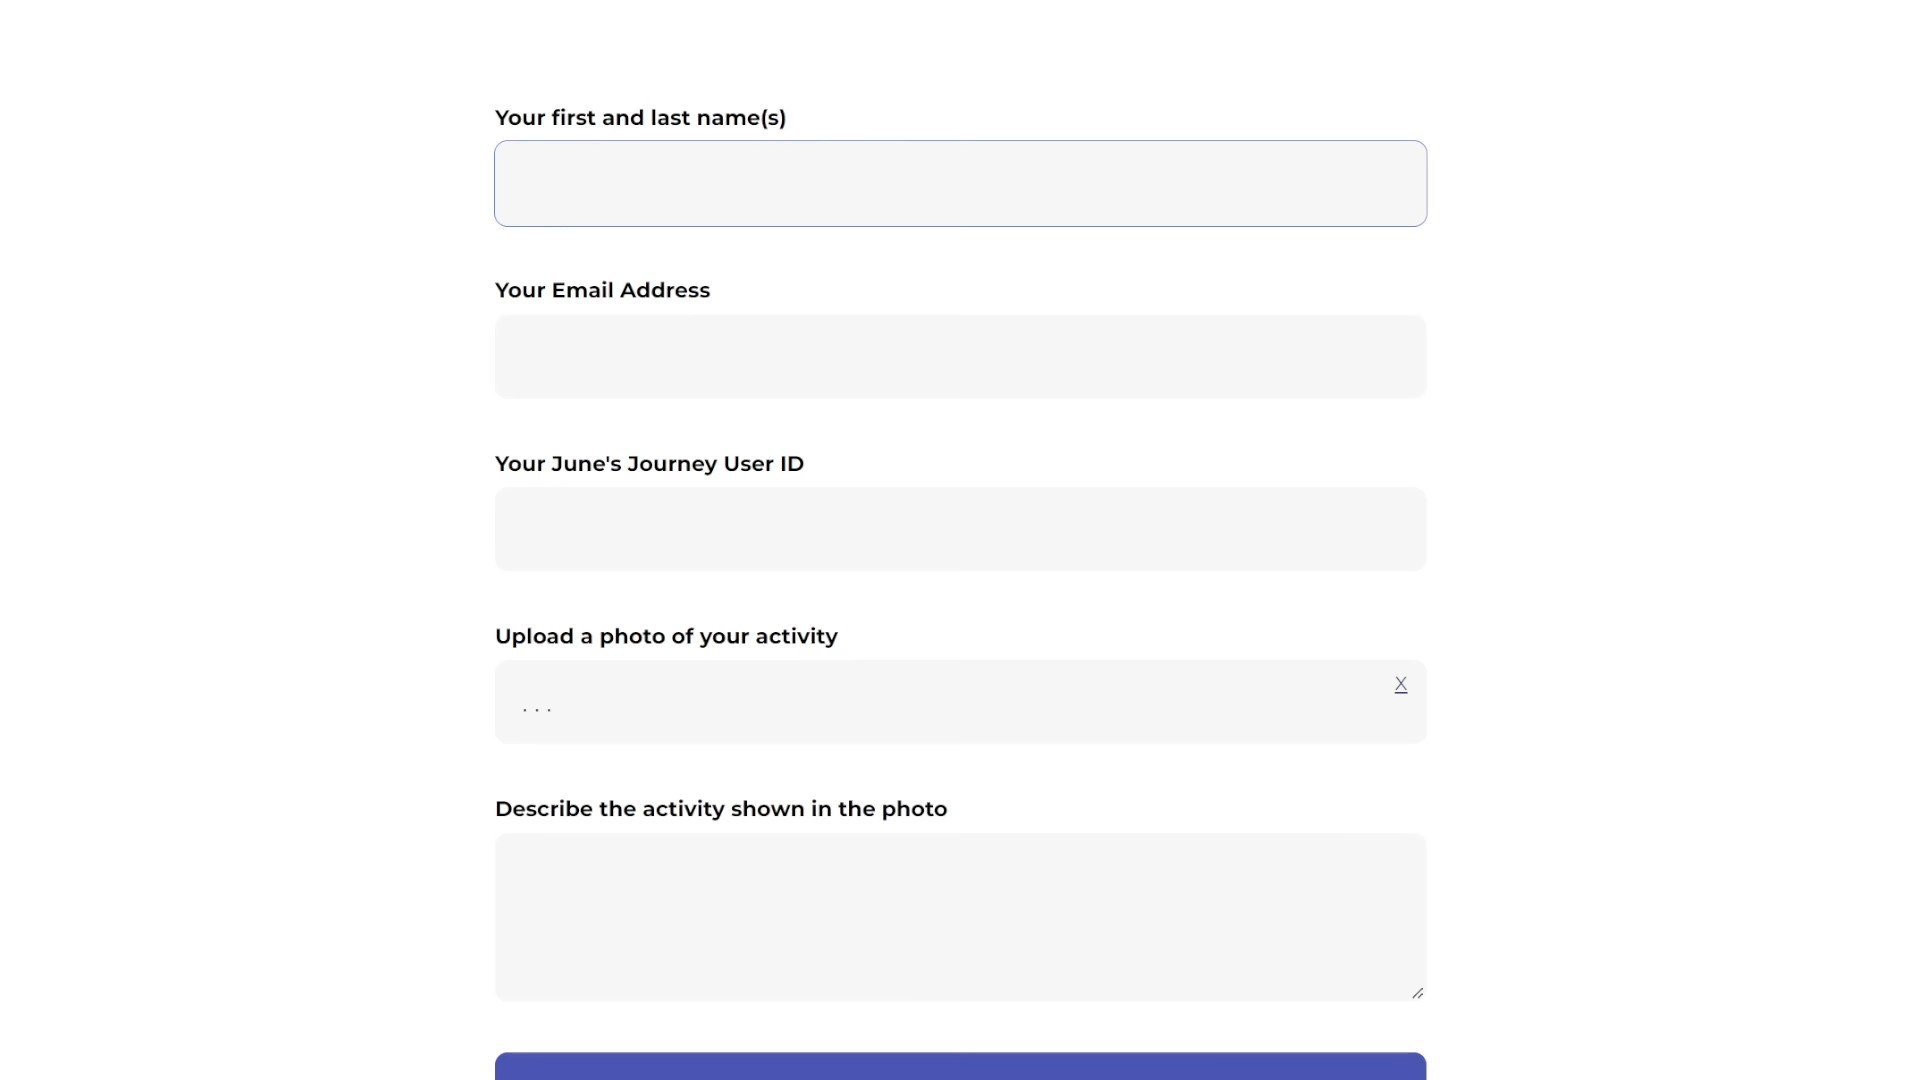 Your first and last name(s)
Your Email Address
Your June's Journey User ID
Upload a photo of your activity
X
. . .
Describe the activity shown in the photo